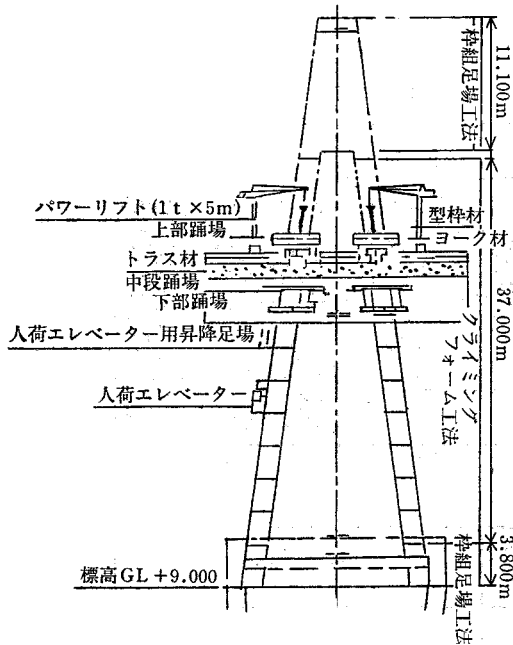 11.100m
枠組足場工法
パワーリフト(1t×5m)
上部踊場
型枠材
ヨーク材
トラス材
中段踊場
下部踊場
37.000m
クライミング
フォーム工法
人荷エレベーター用昇降足場
人荷エレベーター
3.800m
枠組足場工法
標高GL+9.000